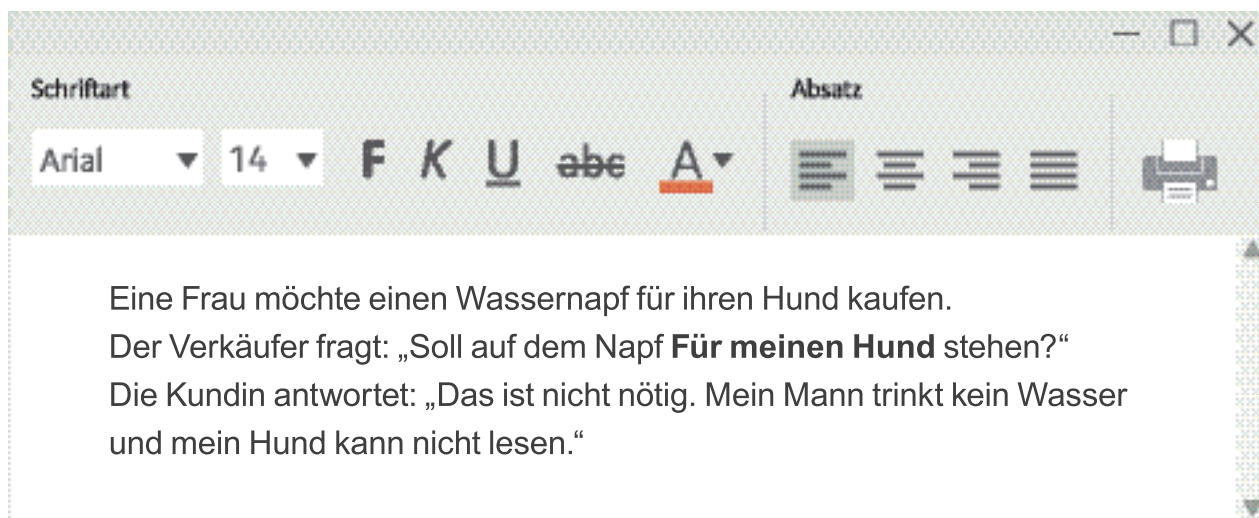 Schriftart
Absatz
Arial
14
F K U abc A
Eine Frau möchte einen Wassernapf für ihren Hund kaufen.
Der Verkäufer fragt: „Soll auf dem Napf Für meinen Hund stehen?“
Die Kundin antwortet: „Das ist nicht nötig. Mein Mann trinkt kein Wasser
und mein Hund kann nicht lesen.“